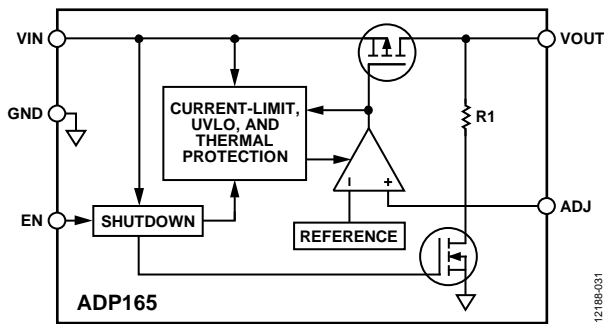 VIN
VOUT
GND
CURRENT-LIMIT,
UVLO, AND
THERMAL
PROTECTION
R1
EN
SHUTDOWN
– +
ADJ
REFERENCE
ADP165
12188-031